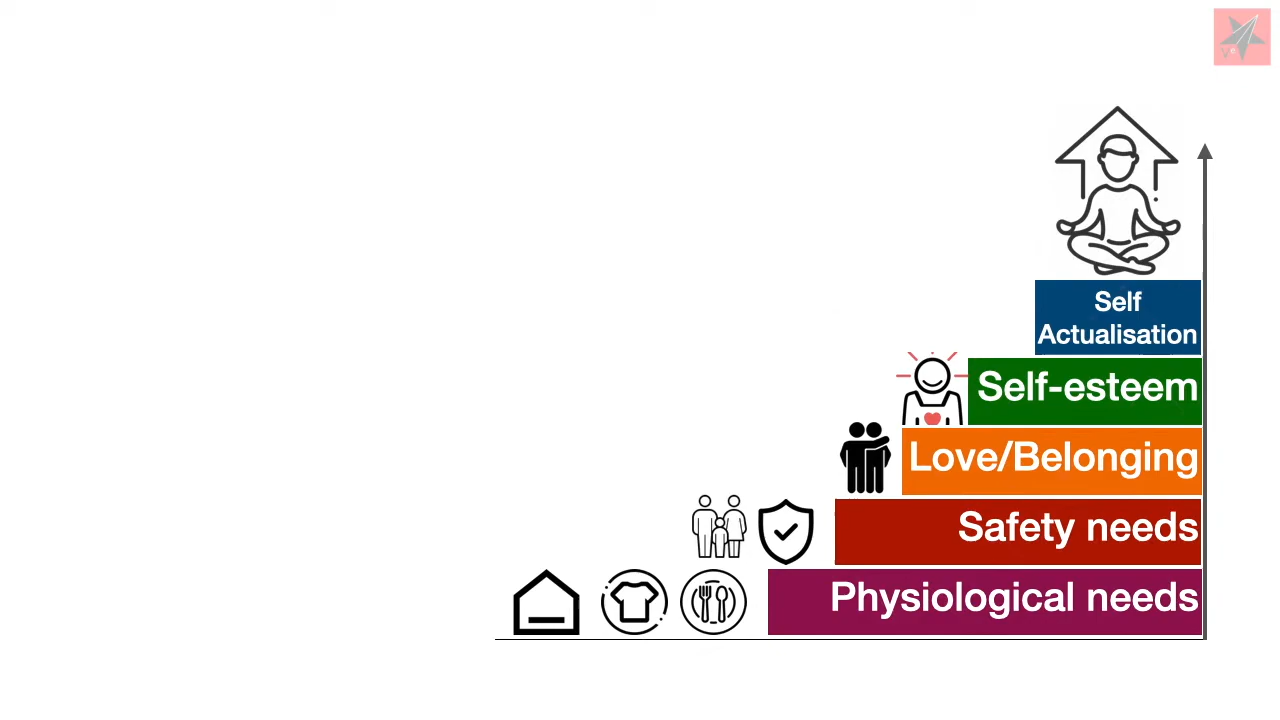 Self
Actualisation
Self-esteem
Love/Belonging
Safety needs
Physiological needs